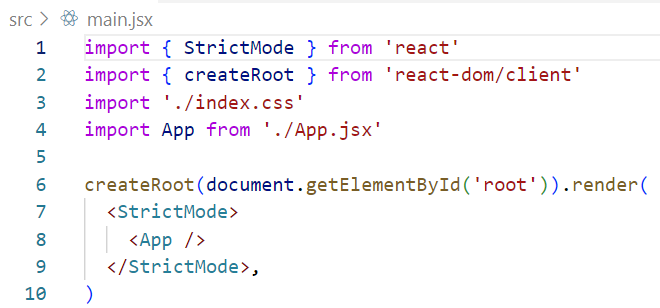 src > main.jsx
1 import { StrictMode } from 'react'
2 import { createRoot } from 'react-dom/client'
3 import './index.css'
4 import App from './App.jsx'
5
6 createRoot(document.getElementById('root')).render(
7   <StrictMode>
8     <App />
9   </StrictMode>,
10 )